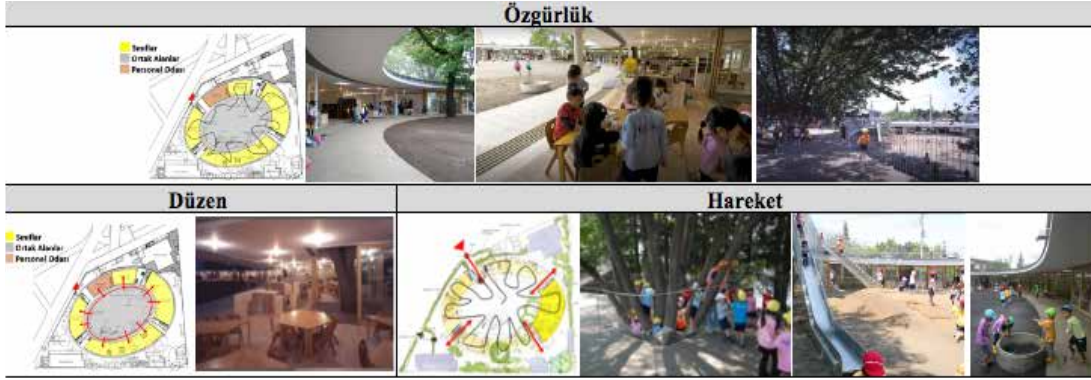 Özgürlük
Sınıflar
Ortak Alanlar
Personel Odası
Düzen
Hareket
Sınıflar
Ortak Alanlar
Personel Odası